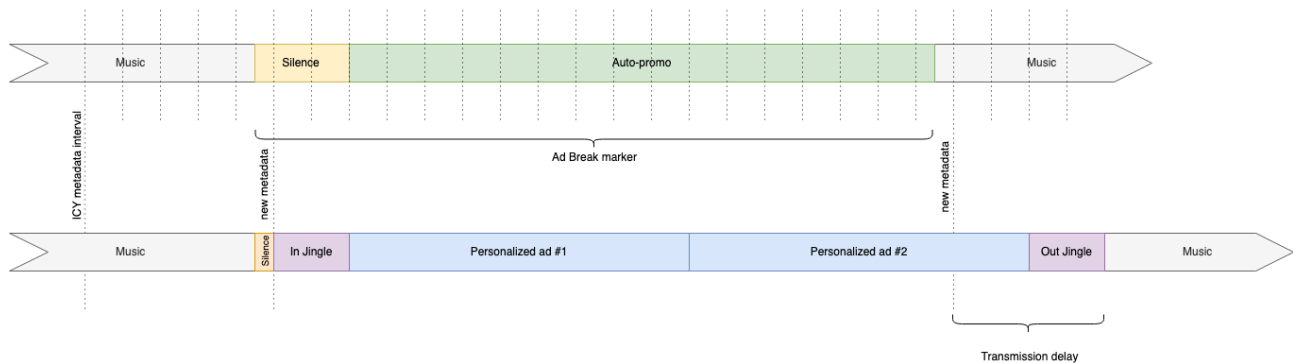 Music
Silence
Auto-promo
Music
ICY metadata interval
new metadata
Ad Break marker
new metadata
Music
Silence
In Jingle
Personalized ad #1
Personalized ad #2
Out Jingle
Music
Transmission delay